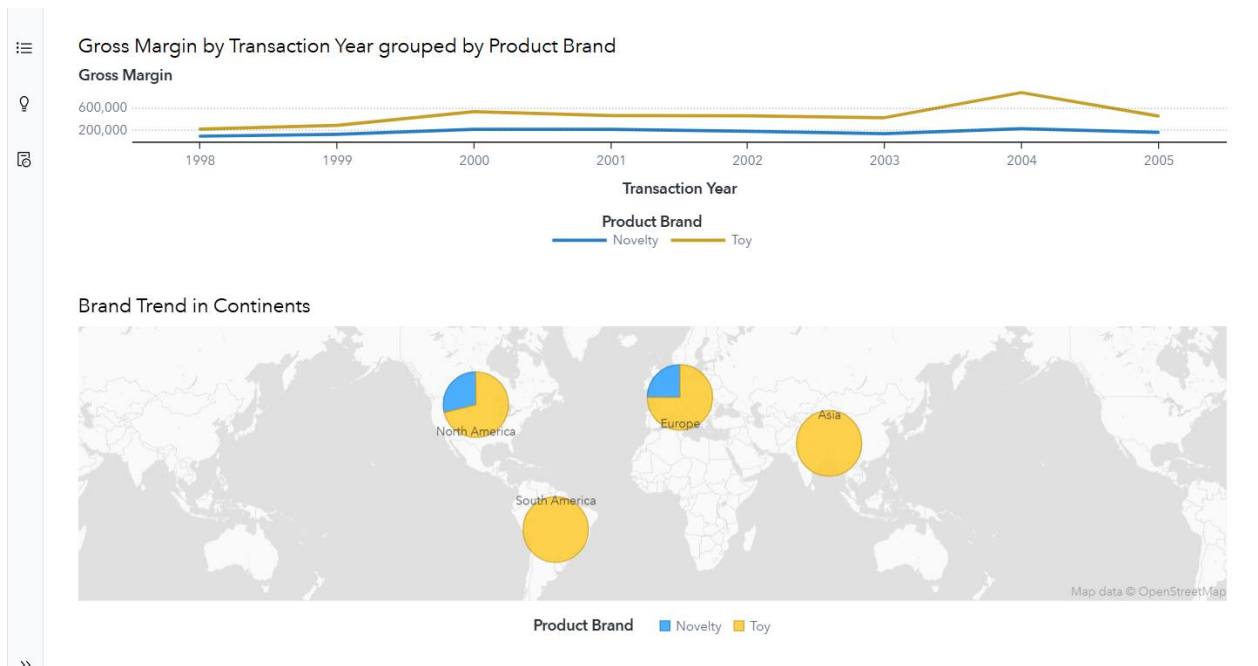 Gross Margin by Transaction Year grouped by Product Brand
Gross Margin
600,000
200,000
1998 1999 2000 2001 2002 2003 2004 2005
Transaction Year
Product Brand
Novelty Toy
Brand Trend in Continents
North America
Europe
Asia
South America
Map data © OpenStreetMap
Product Brand Novelty Toy